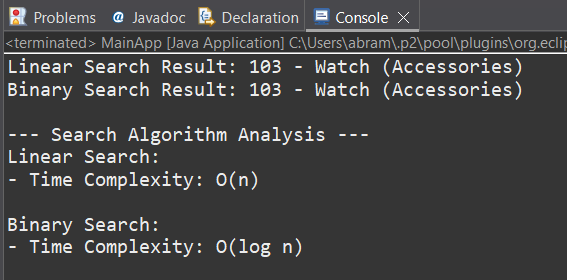 Problems @ Javadoc Declaration Console
<terminated> MainApp [Java Application] C:\Users\abram\.p2\pool\plugins\org.eclip
Linear Search Result: 103 - Watch (Accessories)
Binary Search Result: 103 - Watch (Accessories)
--- Search Algorithm Analysis ---
Linear Search:
- Time Complexity: O(n)
Binary Search:
- Time Complexity: O(log n)